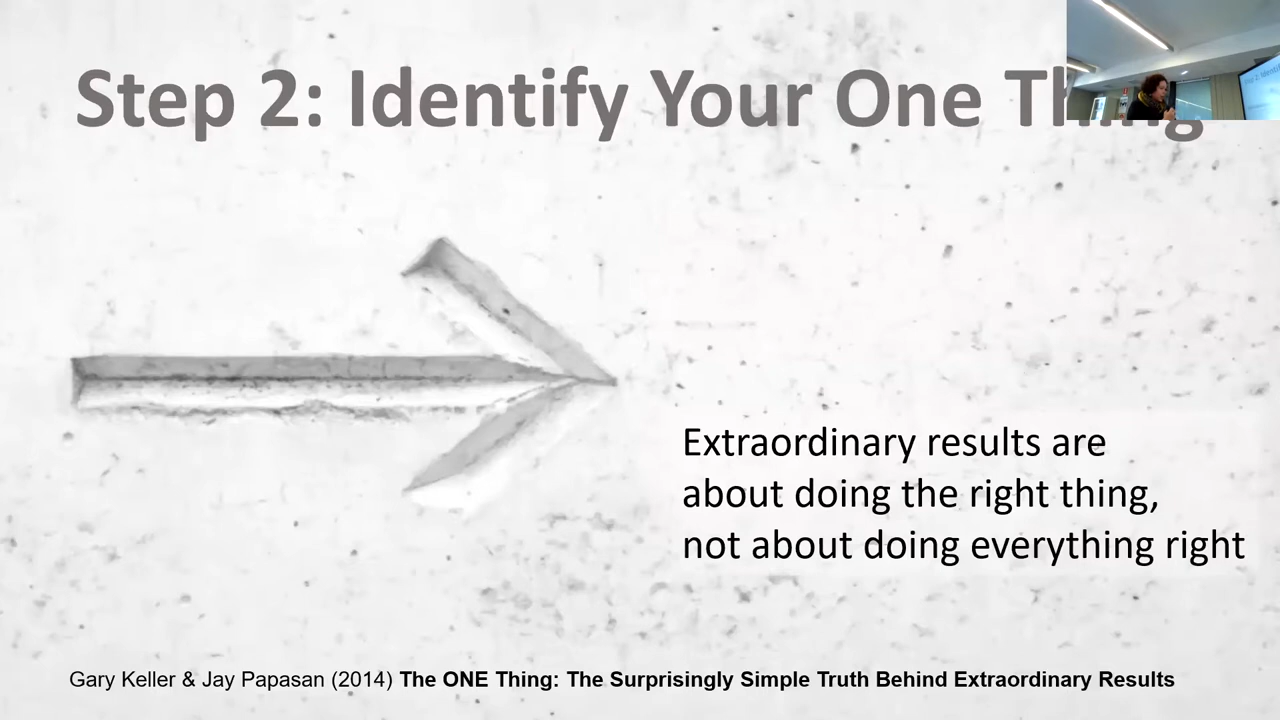 Step 2: Identify Your One Thing
Extraordinary results are
about doing the right thing,
not about doing everything right
Gary Keller & Jay Papasan (2014) The ONE Thing: The Surprisingly Simple Truth Behind Extraordinary Results